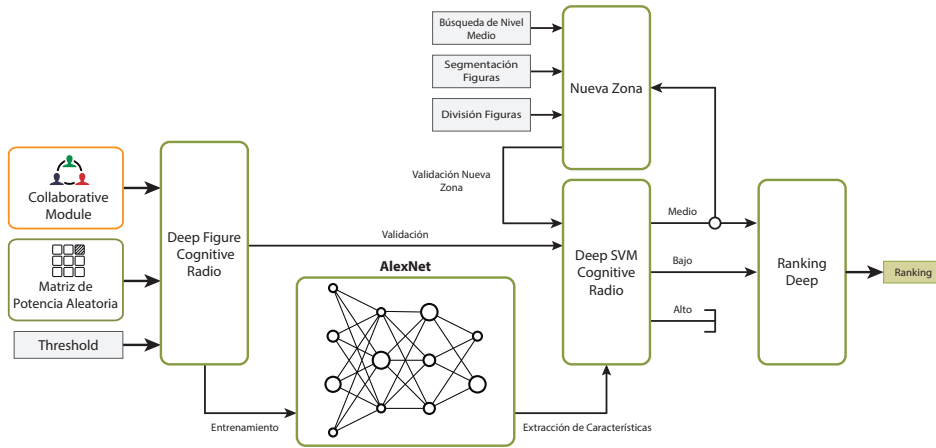 Búsqueda de Nivel
Medio
Segmentación
Figuras
División Figuras
Nueva Zona
Collaborative
Module
Matriz de
Potencia Aleatoria
Threshold
Deep Figure
Cognitive
Radio
Validación Nueva
Zona
Validación
AlexNet
Entrenamiento
Extracción de Características
Deep SVM
Cognitive
Radio
Medio
Bajo
Alto
Ranking
Deep
Ranking